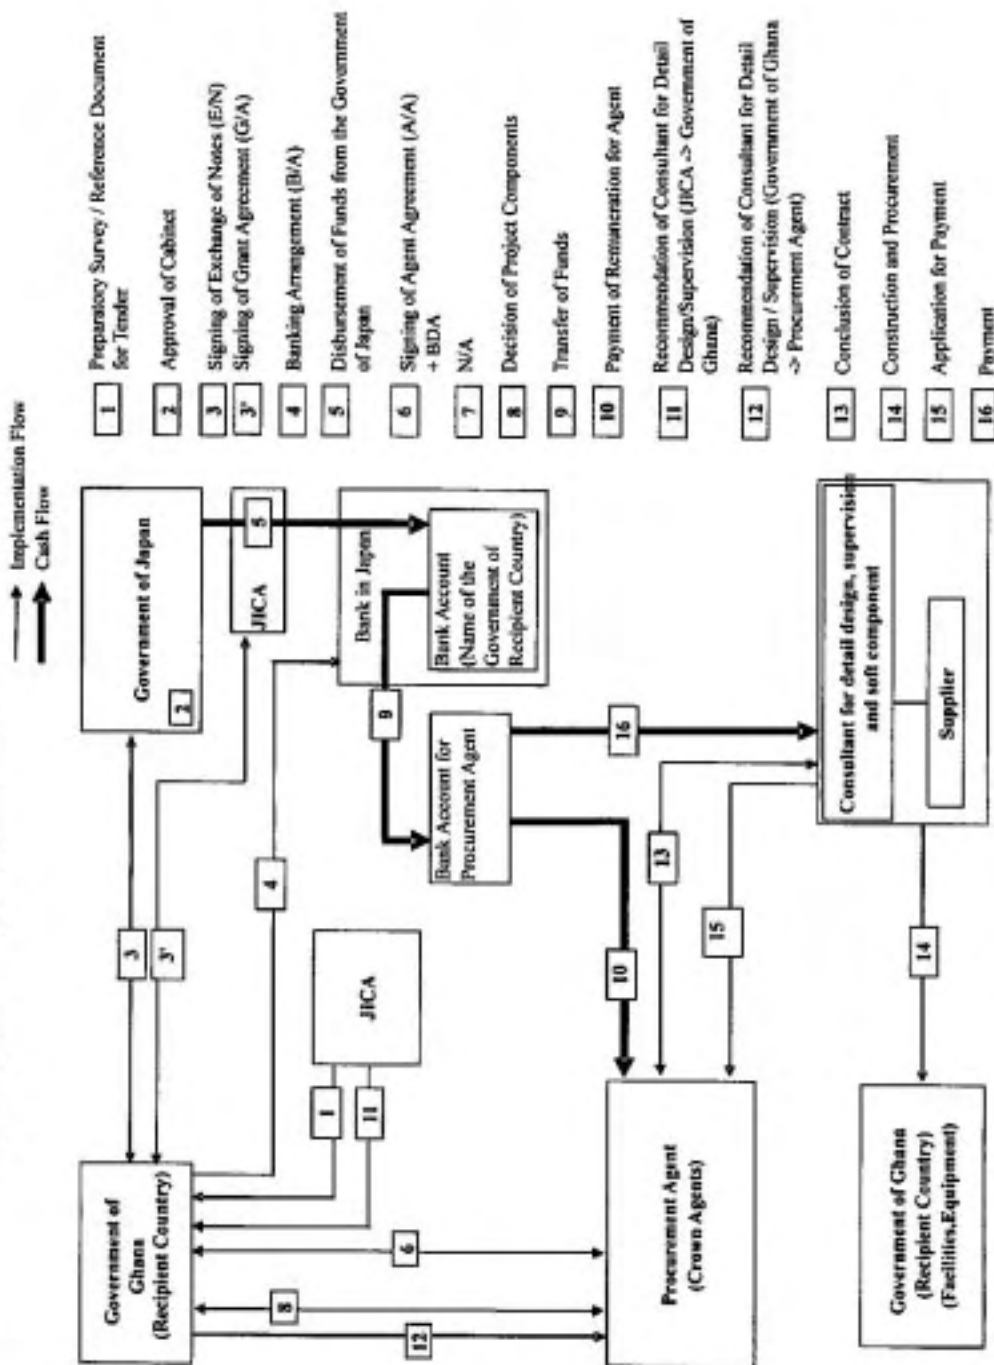 Implementation Flow
Cash Flow
Government of
Ghana
(Recipient Country)
3
3'
Government of Japan
2
JICA
5
4
1
11
JICA
Bank in Japan
Bank Account
(Name of the
Government of
Recipient Country)
9
Bank Account for
Procurement Agent
8
6
12
10
16
13
15
Procurement Agent
(Crown Agents)
Consultant for detail design, supervision
and soft component
Supplier
14
Government of Ghana
(Recipient Country)
(Facilities,Equipment)
1 Preparatory Survey / Reference Document
for Tender
2 Approval of Cabinet
3 Signing of Exchange of Notes (E/N)
3' Signing of Grant Agreement (G/A)
4 Banking Arrangement (B/A)
5 Disbursement of Funds from the Government
of Japan
6 Signing of Agent Agreement (A/A)
+ BDA
7 N/A
8 Decision of Project Components
9 Transfer of Funds
10 Payment of Remuneration for Agent
11 Recommendation of Consultant for Detail
Design/Supervision (JICA -> Government of
Ghana)
12 Recommendation of Consultant for Detail
Design / Supervision (Government of Ghana
-> Procurement Agent)
13 Conclusion of Contract
14 Construction and Procurement
15 Application for Payment
16 Payment